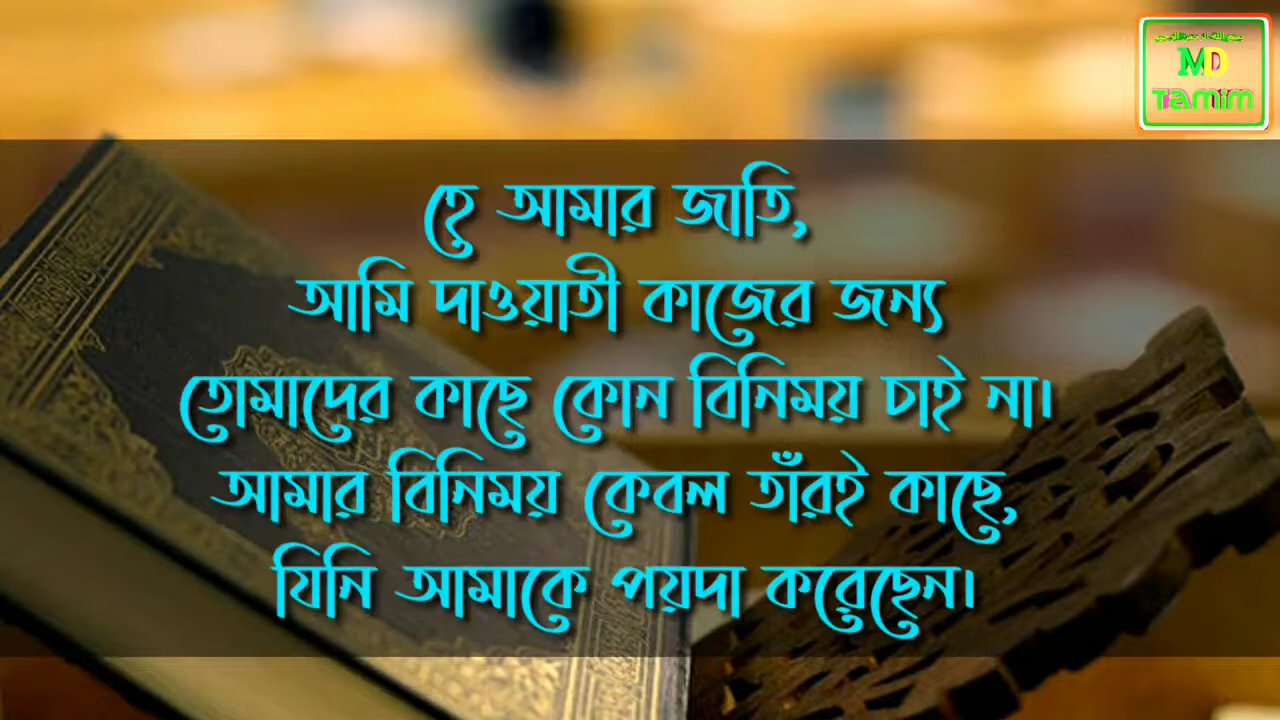 MD
Tamim
হে আমার জাতি,
আমি দাওয়াতী কাজের জন্য
তোমাদের কাছে কোন বিনিময় চাই না।
আমার বিনিময় কেবল তাঁরই কাছে,
যিনি আমাকে পয়দা করেছেন।